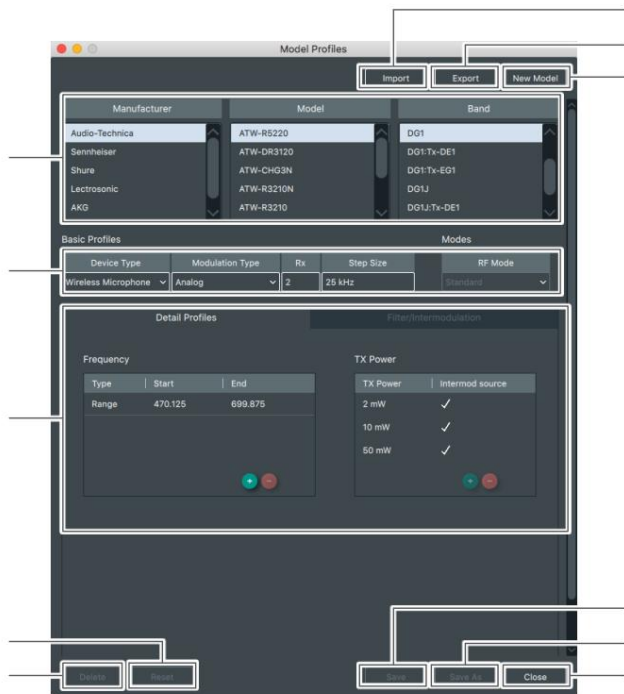 Model Profiles
Import Export New Model
Manufacturer Model Band
Audio-Technica ATW-R5220 DG1
Sennheiser ATW-DR3120 DG1:Tx-DE1
Shure ATW-CHG3N DG1:Tx-EG1
Lectrosonic ATW-R3210N DG1J
AKG ATW-R3210 DG1J:Tx-DE1
Basic Profiles Modes
Device Type Modulation Type Rx Step Size RF Mode
Wireless Microphone Analog 2 25 kHz Standard
Detail Profiles Filter/Intermodulation
Frequency TX Power
Type Start End TX Power Intermod source
Range 470.125 699.875 2 mW ✓
10 mW ✓
50 mW ✓
Delete Reset Save Save As Close